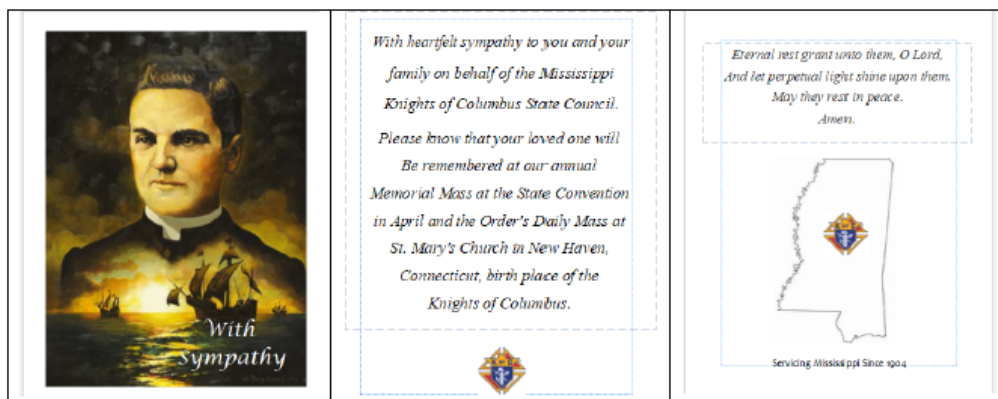 With
Sympathy
With heartfelt sympathy to you and your
family on behalf of the Mississippi
Knights of Columbus State Council.
Please know that your loved one will
Be remembered at our annual
Memorial Mass at the State Convention
in April and the Order's Daily Mass at
St. Mary's Church in New Haven,
Connecticut, birth place of the
Knights of Columbus.
Eternal rest grant unto them, O Lord,
And let perpetual light shine upon them.
May they rest in peace.
Amen.
Servicing Mississippi Since 1904